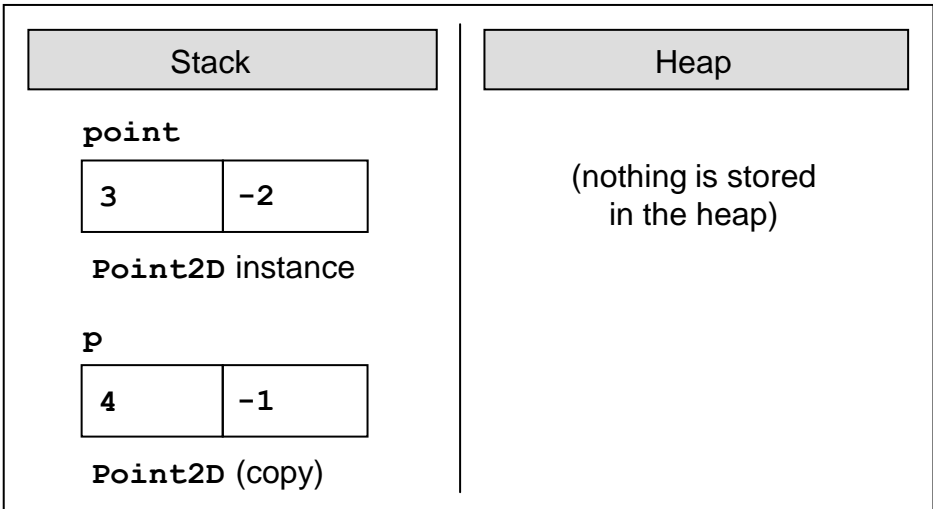 Stack
point
3 -2
Point2D instance
p
4 -1
Point2D (copy)
Heap
(nothing is stored
in the heap)